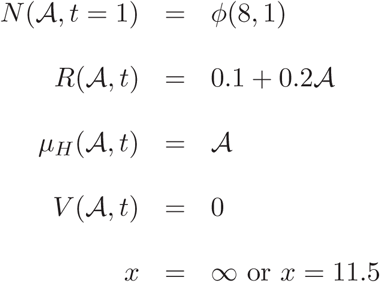 N(𝒜, t = 1) = ϕ(8, 1)
R(𝒜, t) = 0.1 + 0.2𝒜
μ_H(𝒜, t) = 𝒜
V(𝒜, t) = 0
x = ∞ or x = 11.5